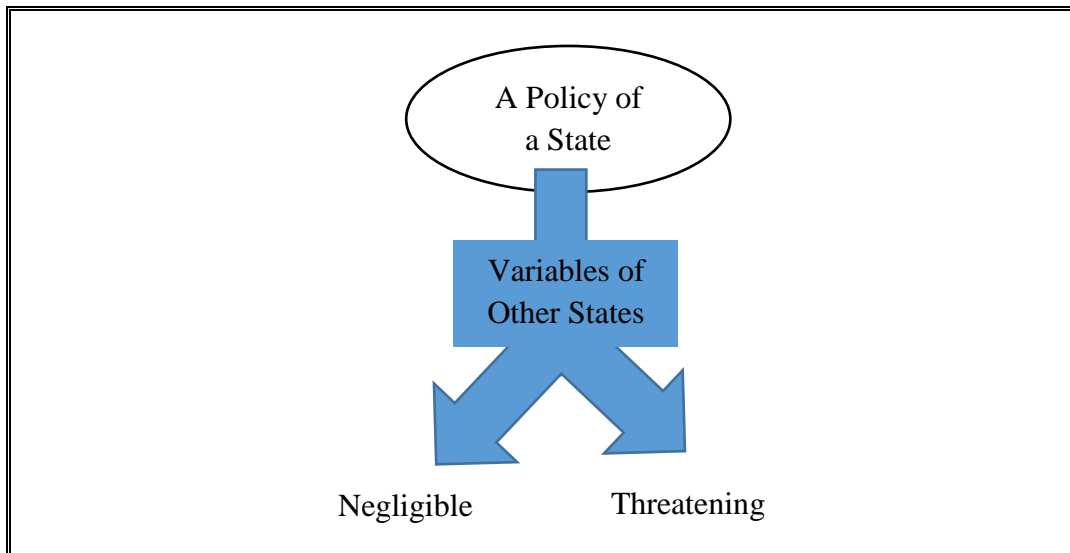 A Policy of
a State
Variables of
Other States
Negligible
Threatening